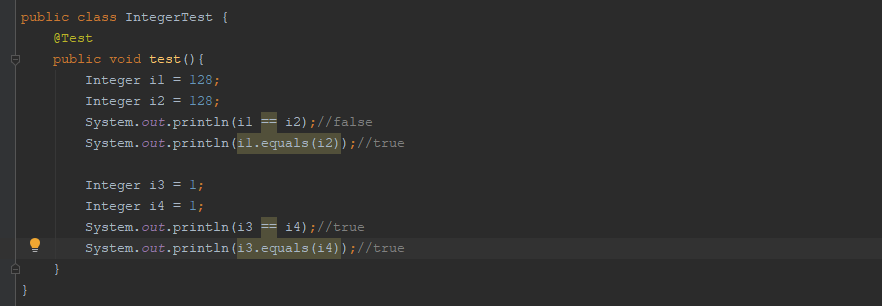 public class IntegerTest {
@Test
public void test(){
Integer i1 = 128;
Integer i2 = 128;
System.out.println(i1 == i2);//false
System.out.println(i1.equals(i2));//true
Integer i3 = 1;
Integer i4 = 1;
System.out.println(i3 == i4);//true
System.out.println(i3.equals(i4));//true
}
}